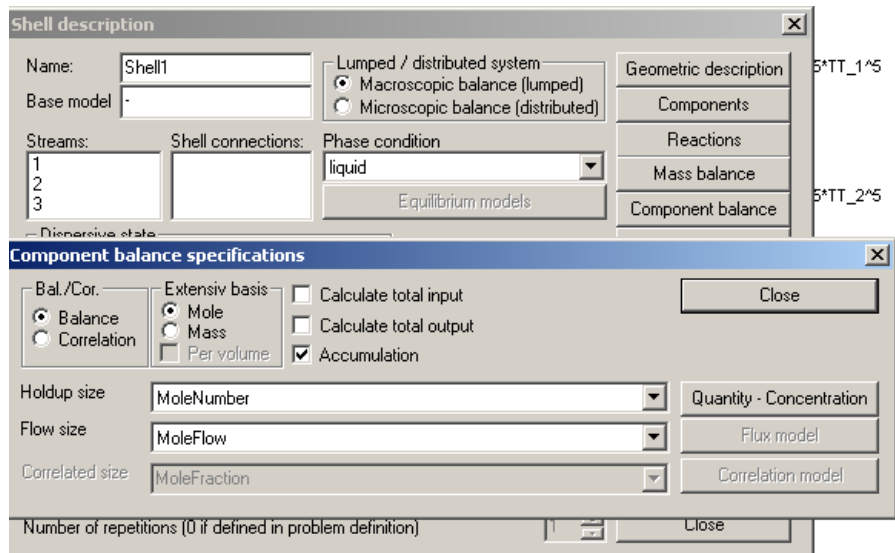 Shell description
Name: Shell1
Base model -
Lumped / distributed system
Macroscopic balance (lumped)
Microscopic balance (distributed)
Geometric description
5*TT_1^5
Components
Streams:
1
2
3
Shell connections:
Phase condition
liquid
Equilibrium models
Reactions
Mass balance
Component balance
5*TT_2^5
Dispersive state
Component balance specifications
Bal./Cor.
Balance
Correlation
Extensiv basis
Mole
Mass
Per volume
Calculate total input
Calculate total output
Accumulation
Close
Holdup size MoleNumber Quantity - Concentration
Flow size MoleFlow Flux model
Correlated size MoleFraction Correlation model
Number of repetitions (0 if defined in problem definition) 1 Close